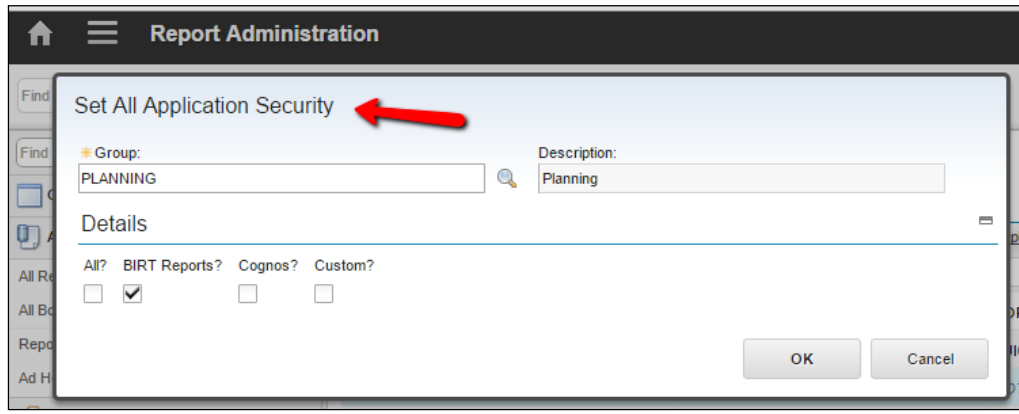 Report Administration
Find
Set All Application Security
Find
Group: Description:
PLANNING Planning
Details
All? BIRT Reports? Cognos? Custom?
All Re
All Bo
Repo
Ad H
OK Cancel